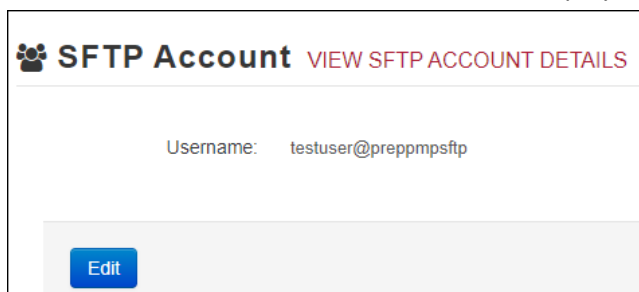 SFTP Account VIEW SFTP ACCOUNT DETAILS
Username: testuser@preppmpsftp
Edit